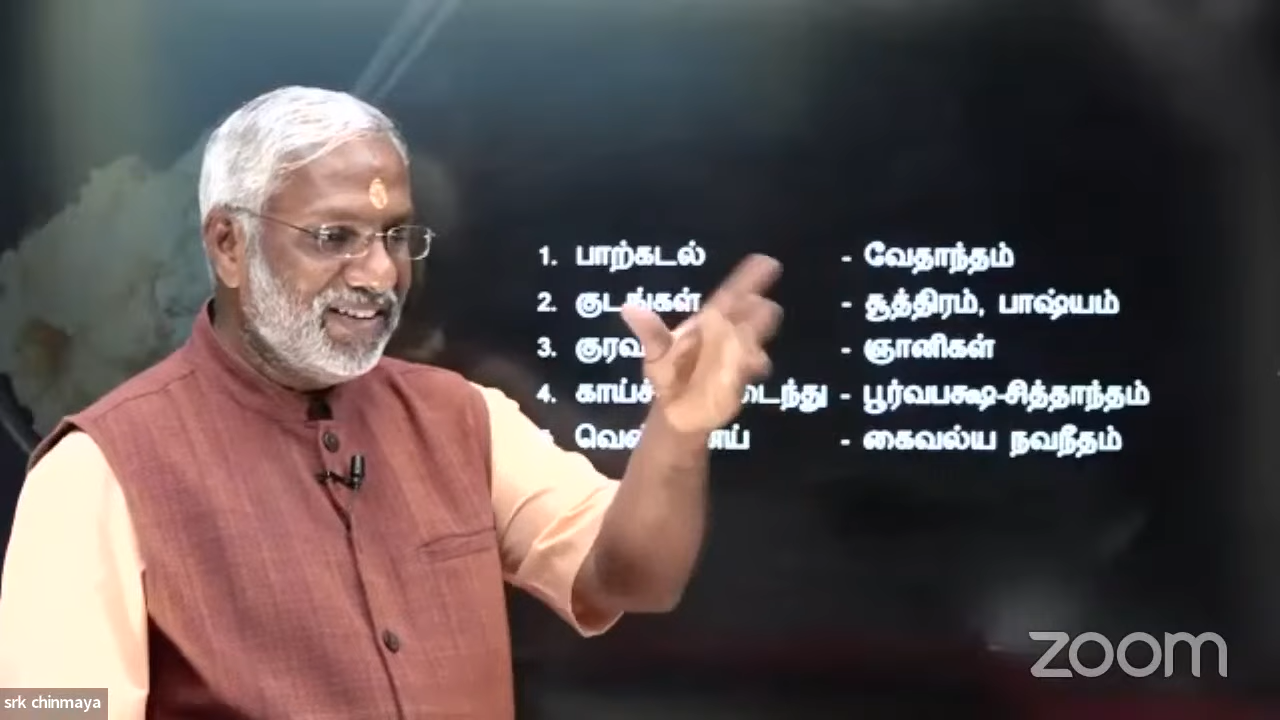 1. பாற்கடல் - வேதாந்தம்
2. குடங்கள் - சூத்திரம், பாஷ்யம்
3. - ஞானிகள்
4. - பூர்வபக்ஷ-சித்தாந்தம்
- கைவல்ய நவநீதம்
zoom
srk chinmaya